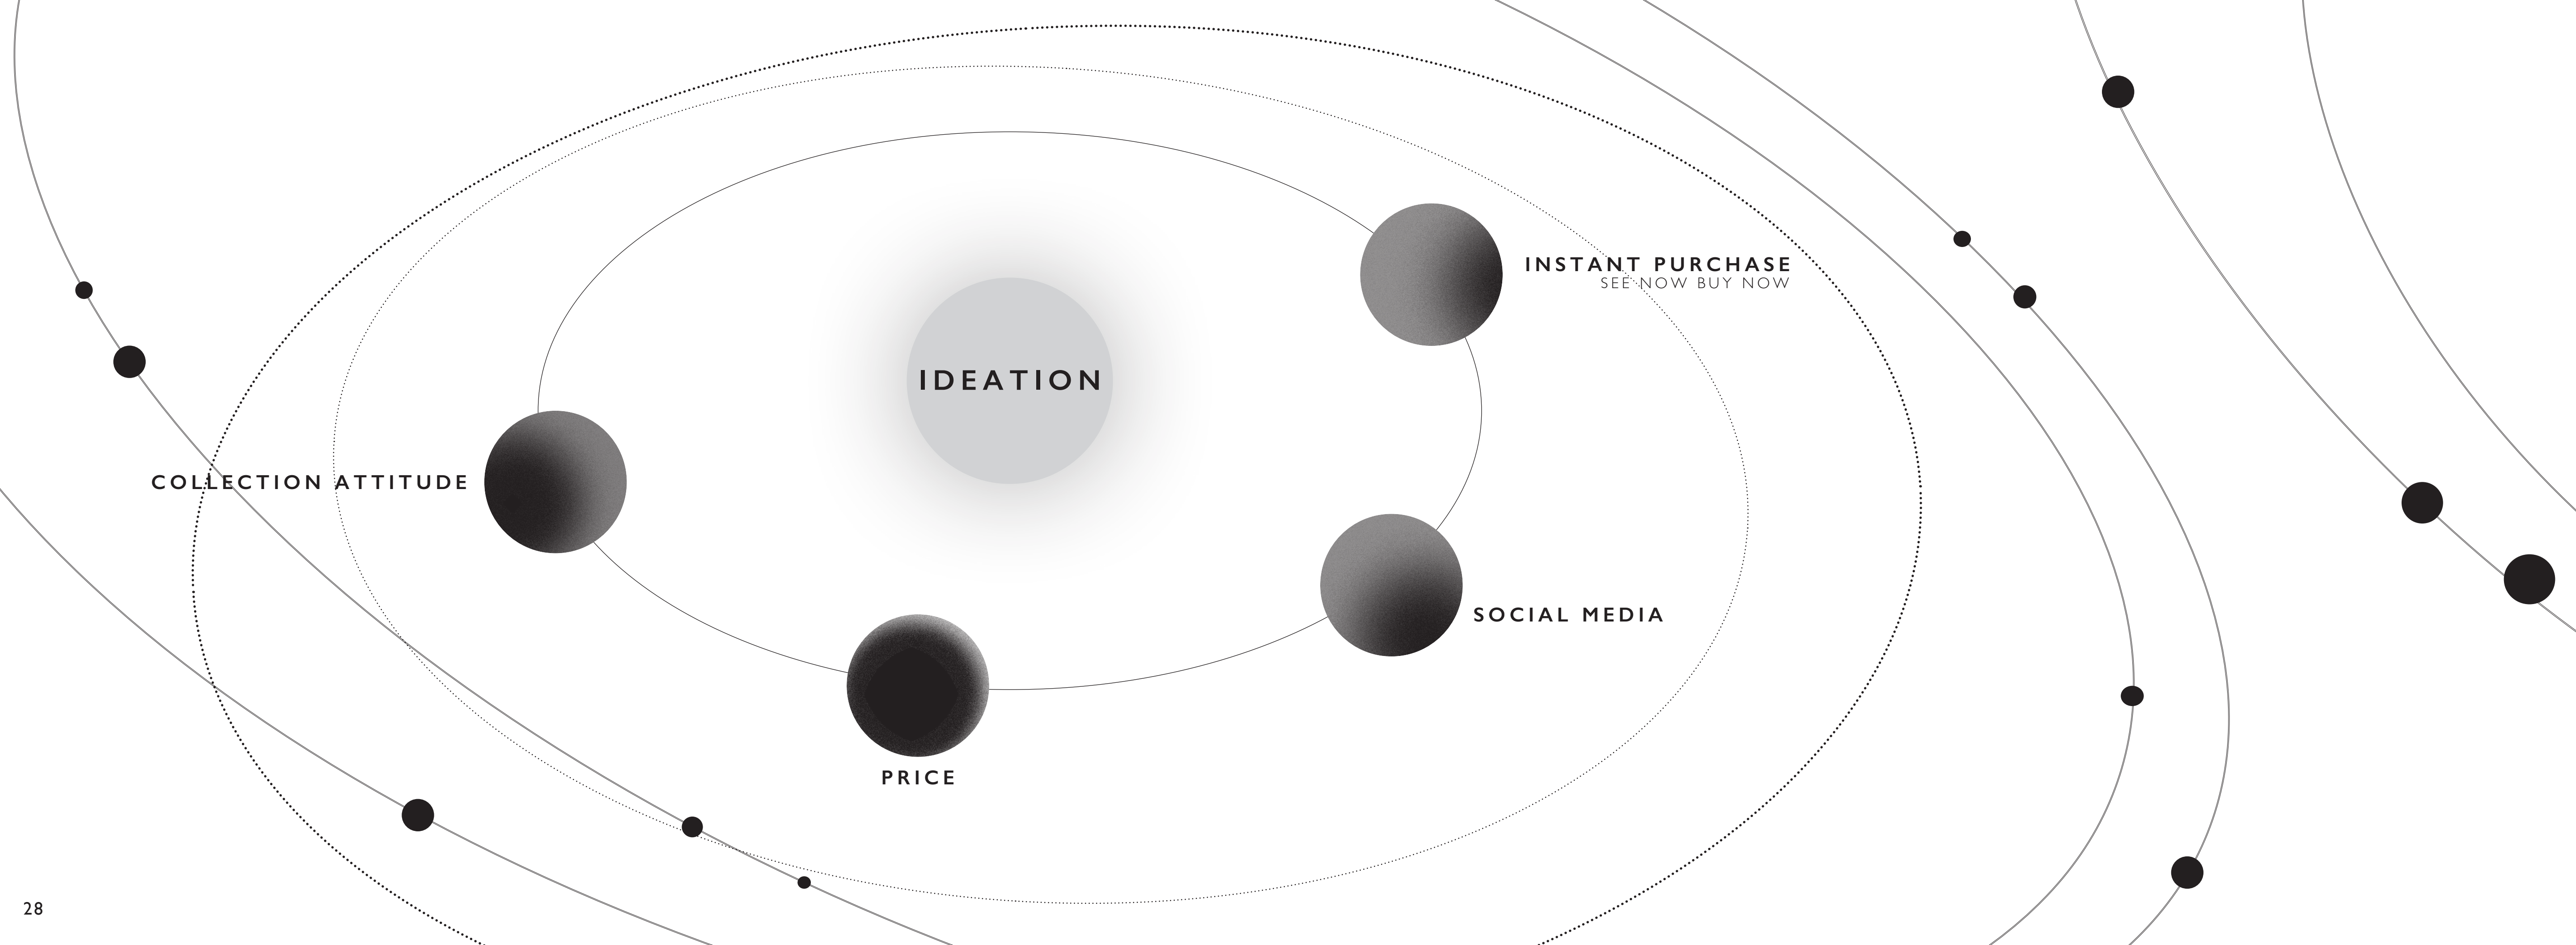 INSTANT PURCHASE
SEE NOW BUY NOW
IDEATION
COLLECTION ATTITUDE
SOCIAL MEDIA
PRICE
28